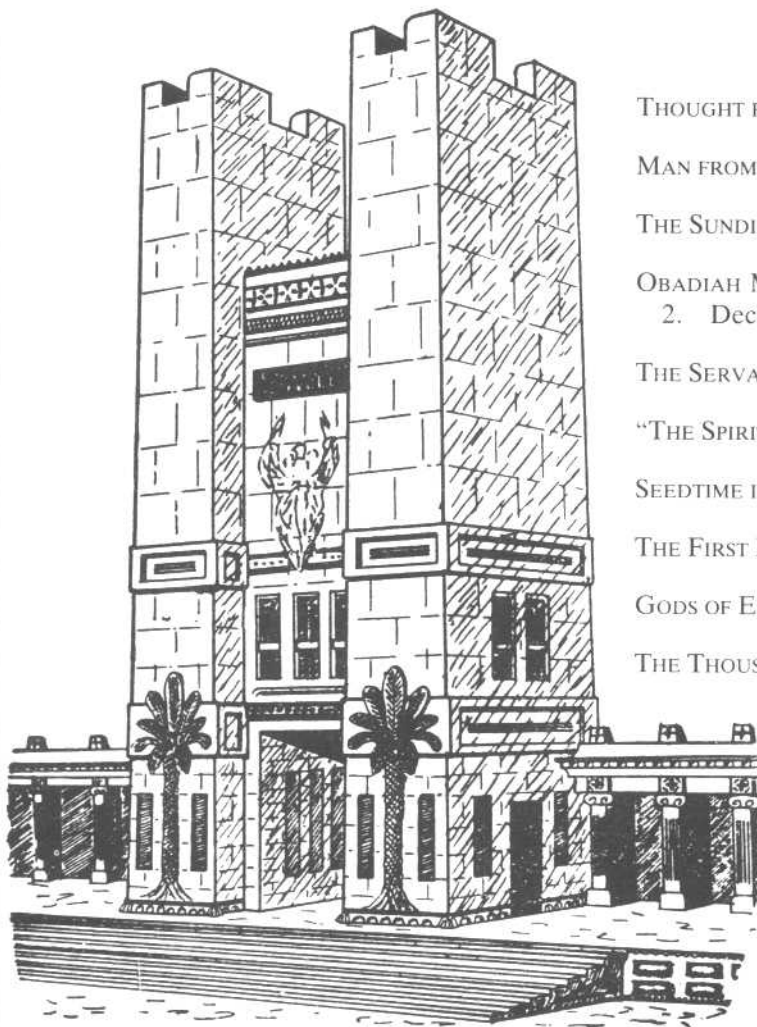 THOUGHT
MAN FROM
THE SUNDI
OBADIAH M
2. Dec
THE SERVA
“THE SPIRI
SEEDTIME I
THE FIRST
GODS OF E
THE THOUS